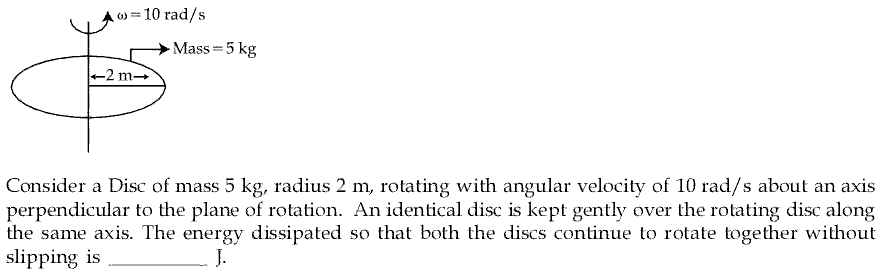 ω=10 rad/s
Mass=5 kg
2 m
Consider a Disc of mass 5 kg, radius 2 m, rotating with angular velocity of 10 rad/s about an axis
perpendicular to the plane of rotation. An identical disc is kept gently over the rotating disc along
the same axis. The energy dissipated so that both the discs continue to rotate together without
slipping is __________ J.